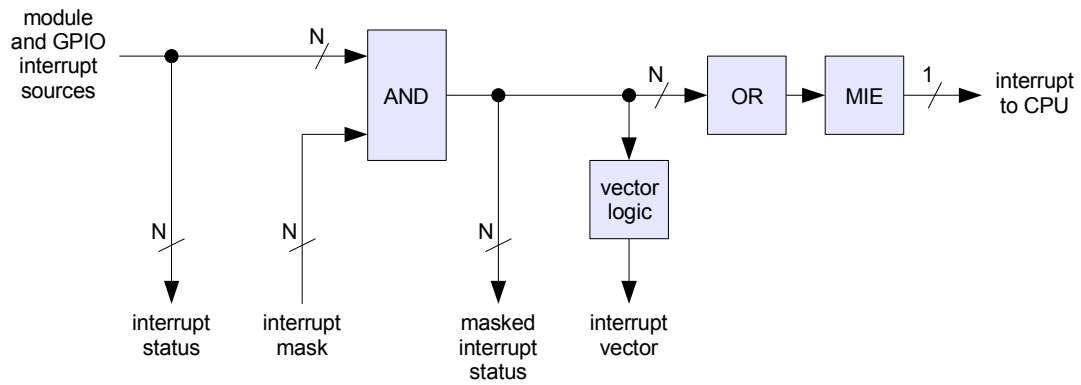 module
and GPIO
interrupt
sources
N
AND
N
OR
MIE
1
interrupt
to CPU
vector
logic
N
N
N
interrupt
status
interrupt
mask
masked
interrupt
status
interrupt
vector